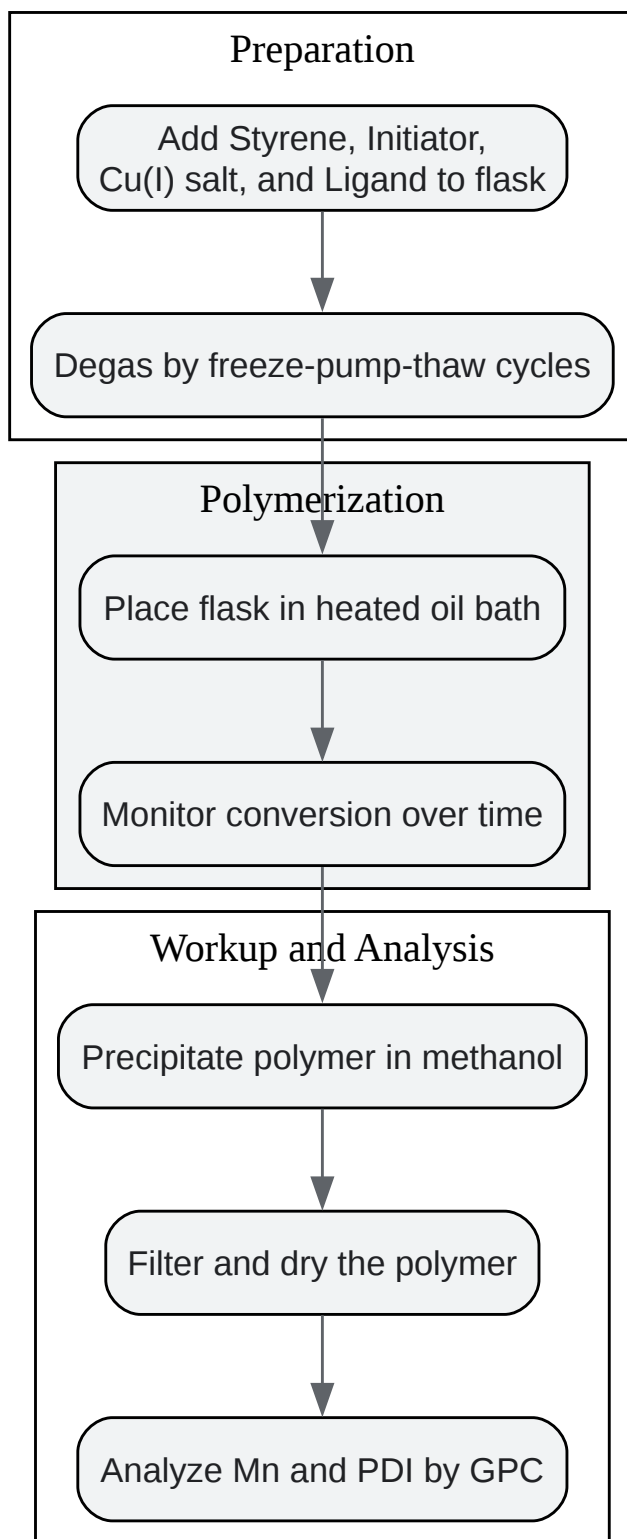 Preparation
Add Styrene, Initiator,
Cu(I) salt, and Ligand to flask
Degas by freeze-pump-thaw cycles
Polymerization
Place flask in heated oil bath
Monitor conversion over time
Workup and Analysis
Precipitate polymer in methanol
Filter and dry the polymer
Analyze Mn and PDI by GPC